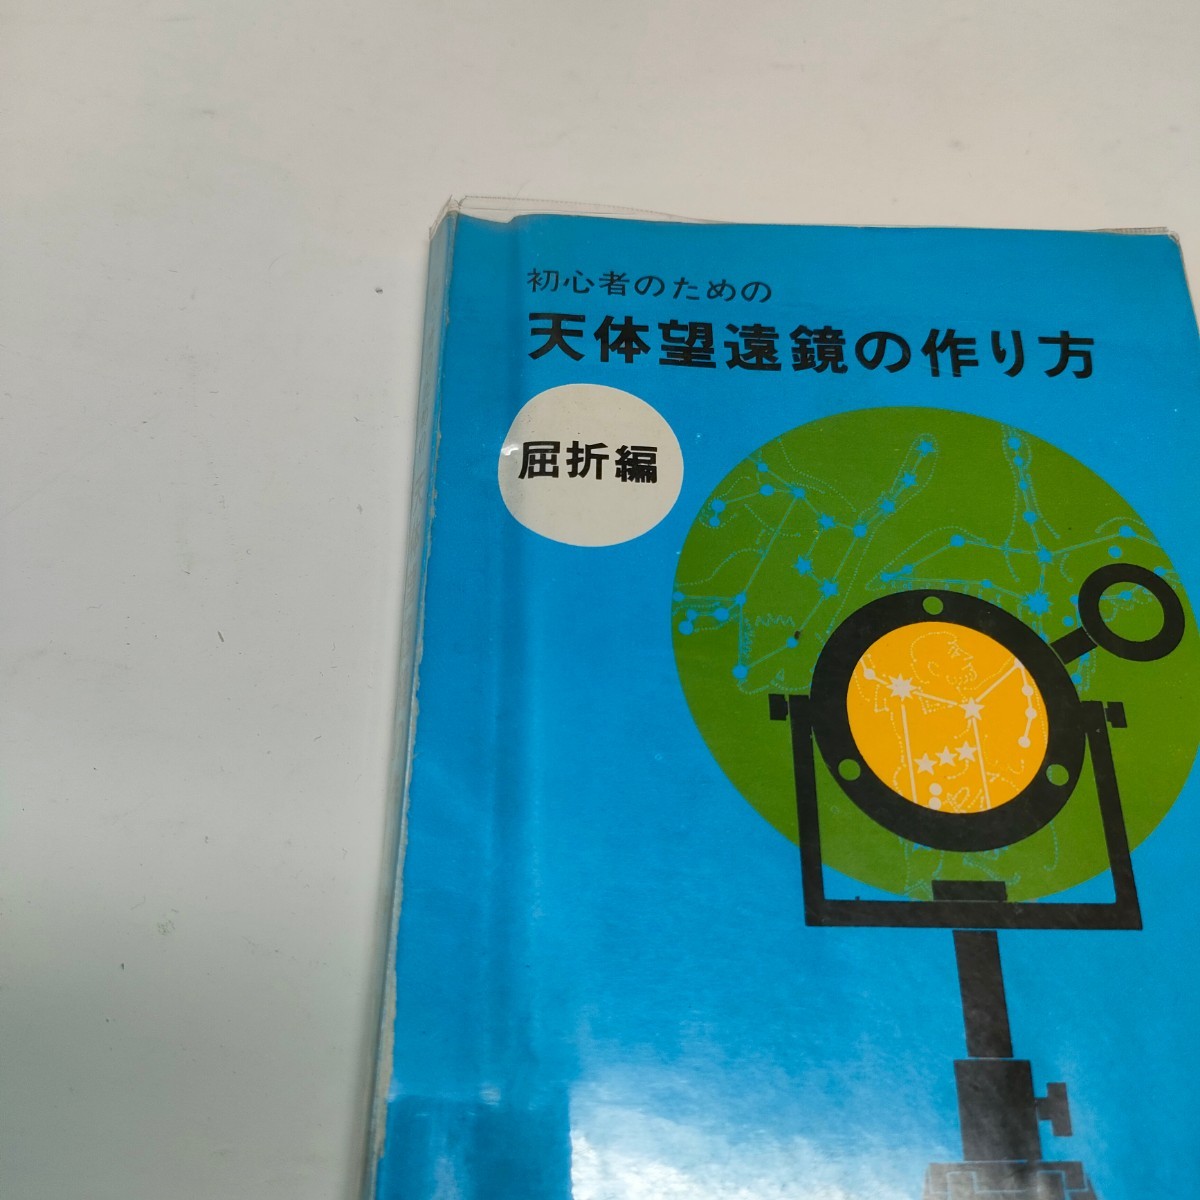 初心者のための
天体望遠鏡の作り方
屈折編